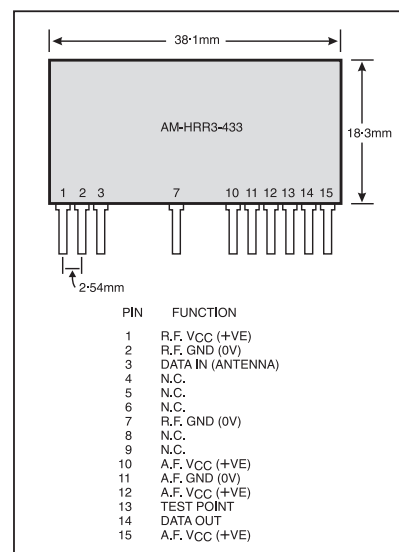 38·1mm
AM-HRR3-433
18·3mm
1 2 3 7 10 11 12 13 14 15
2·54mm
PIN FUNCTION
1 R.F. VCC (+VE)
2 R.F. GND (0V)
3 DATA IN (ANTENNA)
4 N.C.
5 N.C.
6 N.C.
7 R.F. GND (0V)
8 N.C.
9 N.C.
10 A.F. VCC (+VE)
11 A.F. GND (0V)
12 A.F. VCC (+VE)
13 TEST POINT
14 DATA OUT
15 A.F. VCC (+VE)